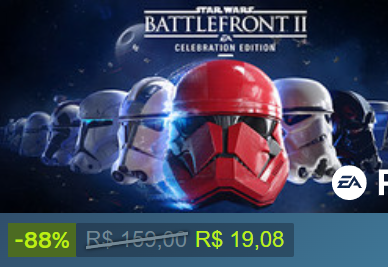 STAR WARS
BATTLEFRONT II
EA
CELEBRATION EDITION
EA
-88% R$ 159,00 R$ 19,08